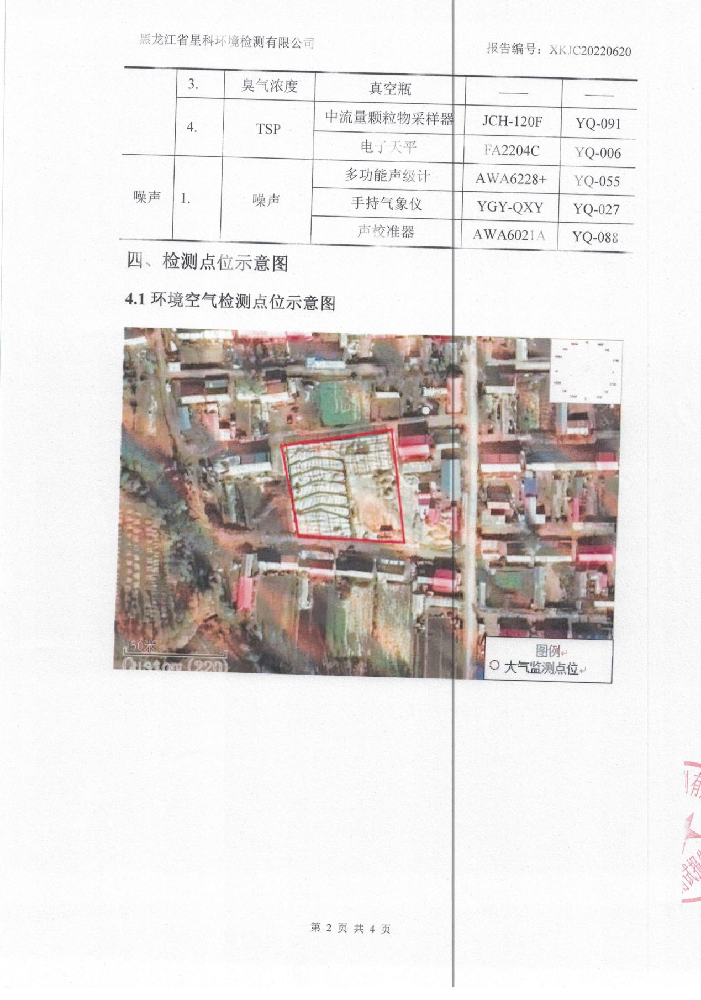 黑龙江省星科环境检测有限公司
报告编号：XKJC20220620
3. 臭气浓度 真空瓶 —— ——
4. TSP 中流量颗粒物采样器 JCH-120F YQ-091
电子天平 FA2204C YQ-006
噪声 1. 噪声 多功能声级计 AWA6228+ YQ-055
手持气象仪 YGY-QXY YQ-027
声校准器 AWA6021A YQ-088
四、检测点位示意图
4.1 环境空气检测点位示意图
50米
Custom (220)
图例
○ 大气监测点位
第 2 页 共 4 页